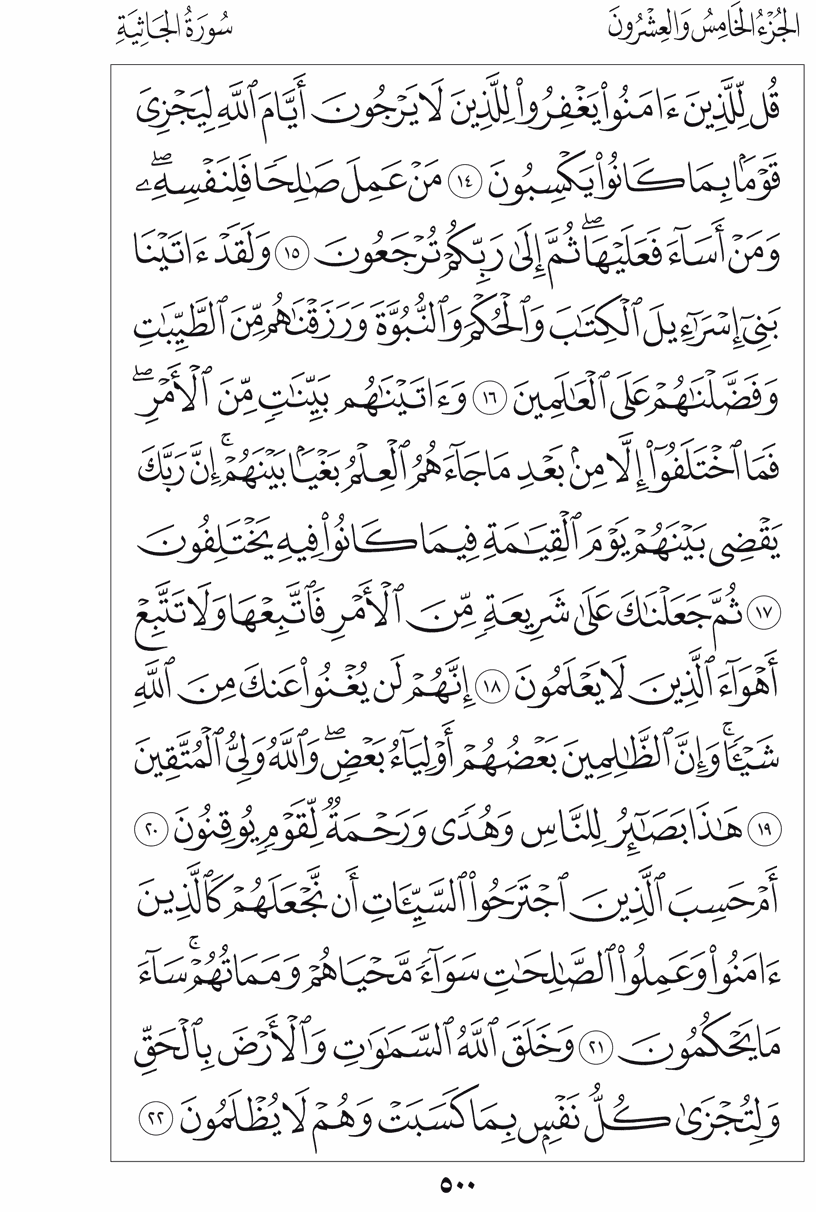 الجُزْءُ الخَامِسُ وَالعِشْرُونَ
سُورَةُ الجَاثِيَةِ
قُل لِّلَّذِينَ ءَامَنُوا۟ يَغْفِرُوا۟ لِلَّذِينَ لَا يَرْجُونَ أَيَّامَ ٱللَّهِ لِيَجْزِىَ
قَوْمًۢا بِمَا كَانُوا۟ يَكْسِبُونَ ١٤ مَنْ عَمِلَ صَـٰلِحًا فَلِنَفْسِهِۦ ۖ
وَمَنْ أَسَآءَ فَعَلَيْهَا ۖ ثُمَّ إِلَىٰ رَبِّكُمْ تُرْجَعُونَ ١٥ وَلَقَدْ ءَاتَيْنَا
بَنِىٓ إِسْرَٰٓءِيلَ ٱلْكِتَـٰبَ وَٱلْحُكْمَ وَٱلنُّبُوَّةَ وَرَزَقْنَـٰهُم مِّنَ ٱلطَّيِّبَـٰتِ
وَفَضَّلْنَـٰهُمْ عَلَى ٱلْعَـٰلَمِينَ ١٦ وَءَاتَيْنَـٰهُم بَيِّنَـٰتٍ مِّنَ ٱلْأَمْرِ ۖ
فَمَا ٱخْتَلَفُوٓا۟ إِلَّا مِنۢ بَعْدِ مَا جَآءَهُمُ ٱلْعِلْمُ بَغْيًۢا بَيْنَهُمْ ۚ إِنَّ رَبَّكَ
يَقْضِى بَيْنَهُمْ يَوْمَ ٱلْقِيَـٰمَةِ فِيمَا كَانُوا۟ فِيهِ يَخْتَلِفُونَ
١٧ ثُمَّ جَعَلْنَـٰكَ عَلَىٰ شَرِيعَةٍ مِّنَ ٱلْأَمْرِ فَٱتَّبِعْهَا وَلَا تَتَّبِعْ
أَهْوَآءَ ٱلَّذِينَ لَا يَعْلَمُونَ ١٨ إِنَّهُمْ لَن يُغْنُوا۟ عَنكَ مِنَ ٱللَّهِ
شَيْـًٔا ۚ وَإِنَّ ٱلظَّـٰلِمِينَ بَعْضُهُمْ أَوْلِيَآءُ بَعْضٍ ۖ وَٱللَّهُ وَلِىُّ ٱلْمُتَّقِينَ
١٩ هَـٰذَا بَصَـٰٓئِرُ لِلنَّاسِ وَهُدًى وَرَحْمَةٌ لِّقَوْمٍ يُوقِنُونَ ٢٠
أَمْ حَسِبَ ٱلَّذِينَ ٱجْتَرَحُوا۟ ٱلسَّيِّـَٔاتِ أَن نَّجْعَلَهُمْ كَٱلَّذِينَ
ءَامَنُوا۟ وَعَمِلُوا۟ ٱلصَّـٰلِحَـٰتِ سَوَآءً مَّحْيَاهُمْ وَمَمَاتُهُمْ ۚ سَآءَ
مَا يَحْكُمُونَ ٢١ وَخَلَقَ ٱللَّهُ ٱلسَّمَـٰوَٰتِ وَٱلْأَرْضَ بِٱلْحَقِّ
وَلِتُجْزَىٰ كُلُّ نَفْسٍۭ بِمَا كَسَبَتْ وَهُمْ لَا يُظْلَمُونَ ٢٢
٥٠٠